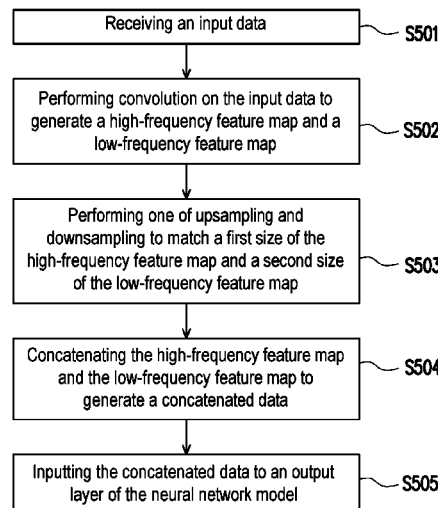 Receiving an input data
S501
Performing convolution on the input data to
generate a high-frequency feature map and a
low-frequency feature map
S502
Performing one of upsampling and
downsampling to match a first size of the
high-frequency feature map and a second size
of the low-frequency feature map
S503
Concatenating the high-frequency feature map
and the low-frequency feature map to
generate a concatenated data
S504
Inputting the concatenated data to an output
layer of the neural network model
S505